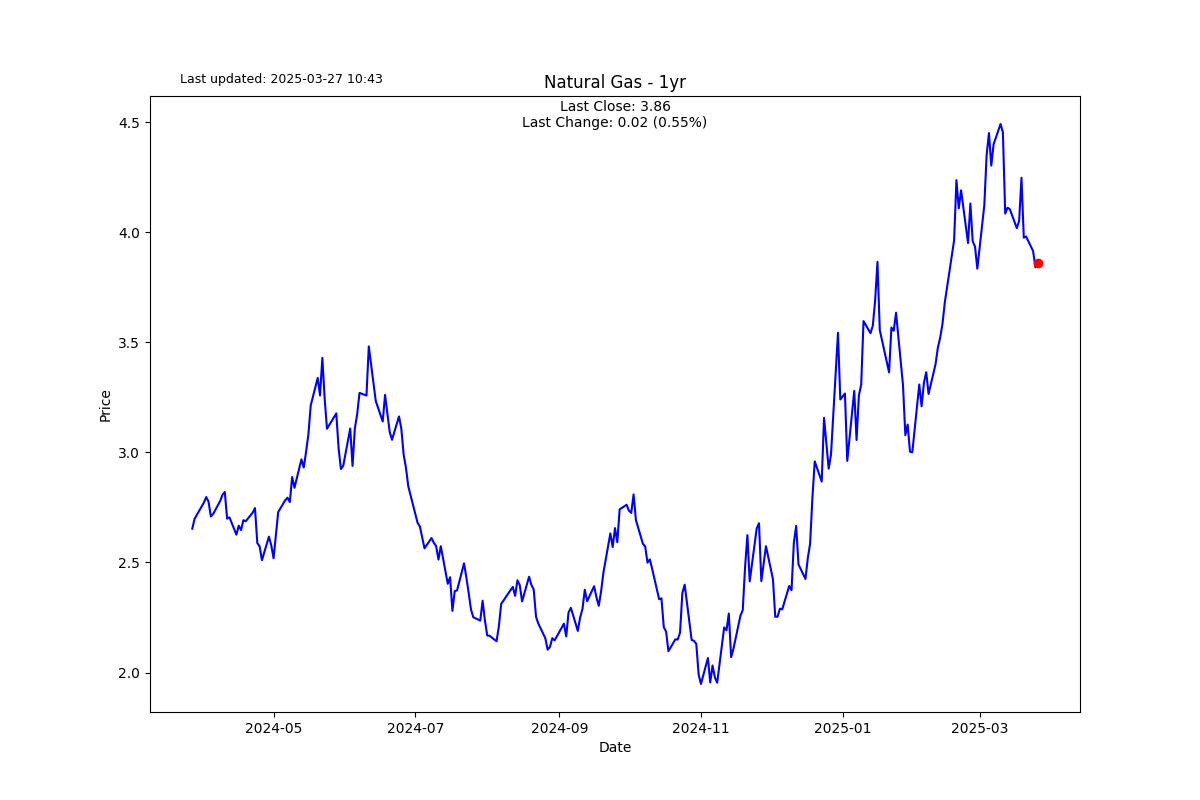 Last updated: 2025-03-27 10:43
Natural Gas - 1yr
Last Close: 3.86
Last Change: 0.02 (0.55%)
4.5
4.0
3.5
3.0
2.5
2.0
Price
2024-05
2024-07
2024-09
2024-11
2025-01
2025-03
Date